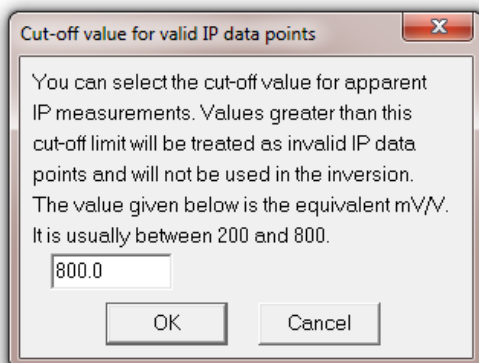 Cut-off value for valid IP data points
You can select the cut-off value for apparent
IP measurements. Values greater than this
cut-off limit will be treated as invalid IP data
points and will not be used in the inversion.
The value given below is the equivalent mV/V.
It is usually between 200 and 800.
800.0
OK Cancel